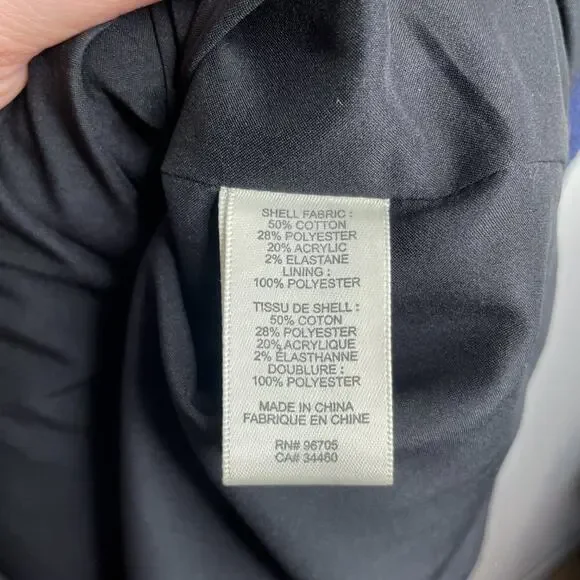 SHELL FABRIC :
50% COTTON
28% POLYESTER
20% ACRYLIC
2% ELASTANE
LINING :
100% POLYESTER
TISSU DE SHELL :
50% COTON
28% POLYESTER
20% ACRYLIQUE
2% ÉLASTHANNE
DOUBLURE :
100% POLYESTER
MADE IN CHINA
FABRIQUE EN CHINE
RN# 96705
CA# 34460